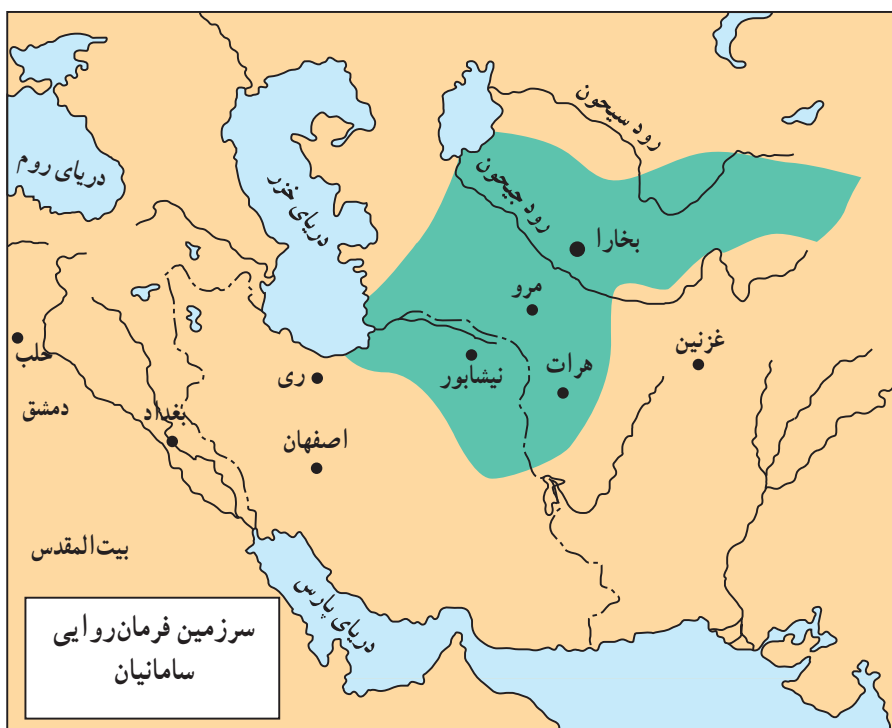 رود سیحون
دریای روم
دریای خزر
رود جیحون
بخارا
مرو
غزنین
حلب
نیشابور
هرات
ری
دمشق
بغداد
اصفهان
بیت‌المقدس
دریای پارس
سرزمین فرمان‌روایی
سامانیان